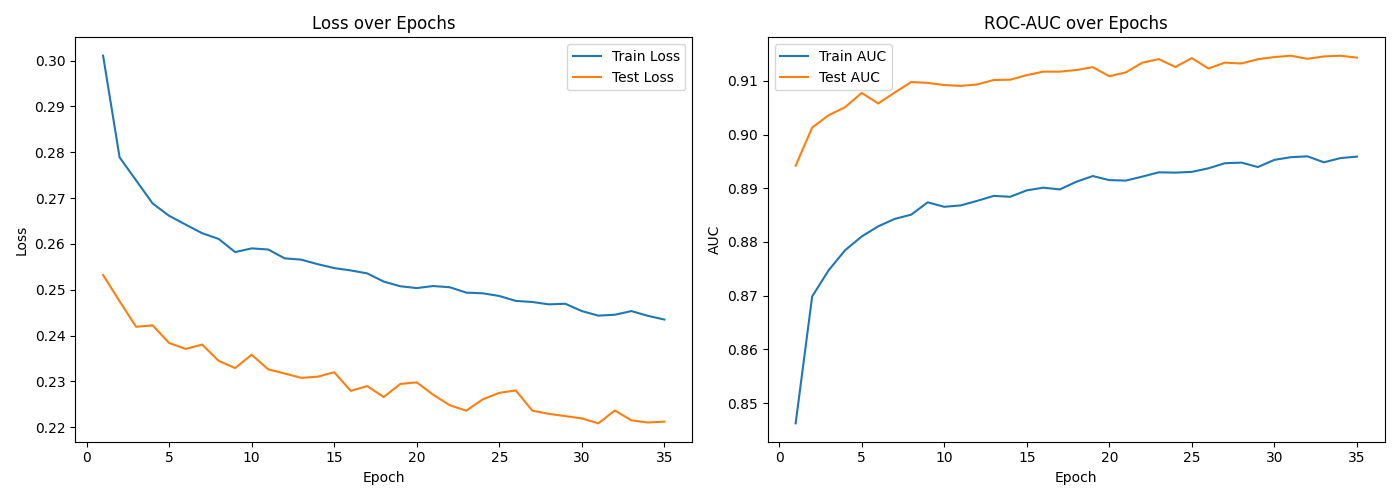 Loss over Epochs
Train Loss
Test Loss
0.30
0.29
0.28
0.27
0.26
0.25
0.24
0.23
0.22
Loss
0 5 10 15 20 25 30 35
Epoch
ROC-AUC over Epochs
Train AUC
Test AUC
0.91
0.90
0.89
0.88
0.87
0.86
0.85
AUC
0 5 10 15 20 25 30 35
Epoch